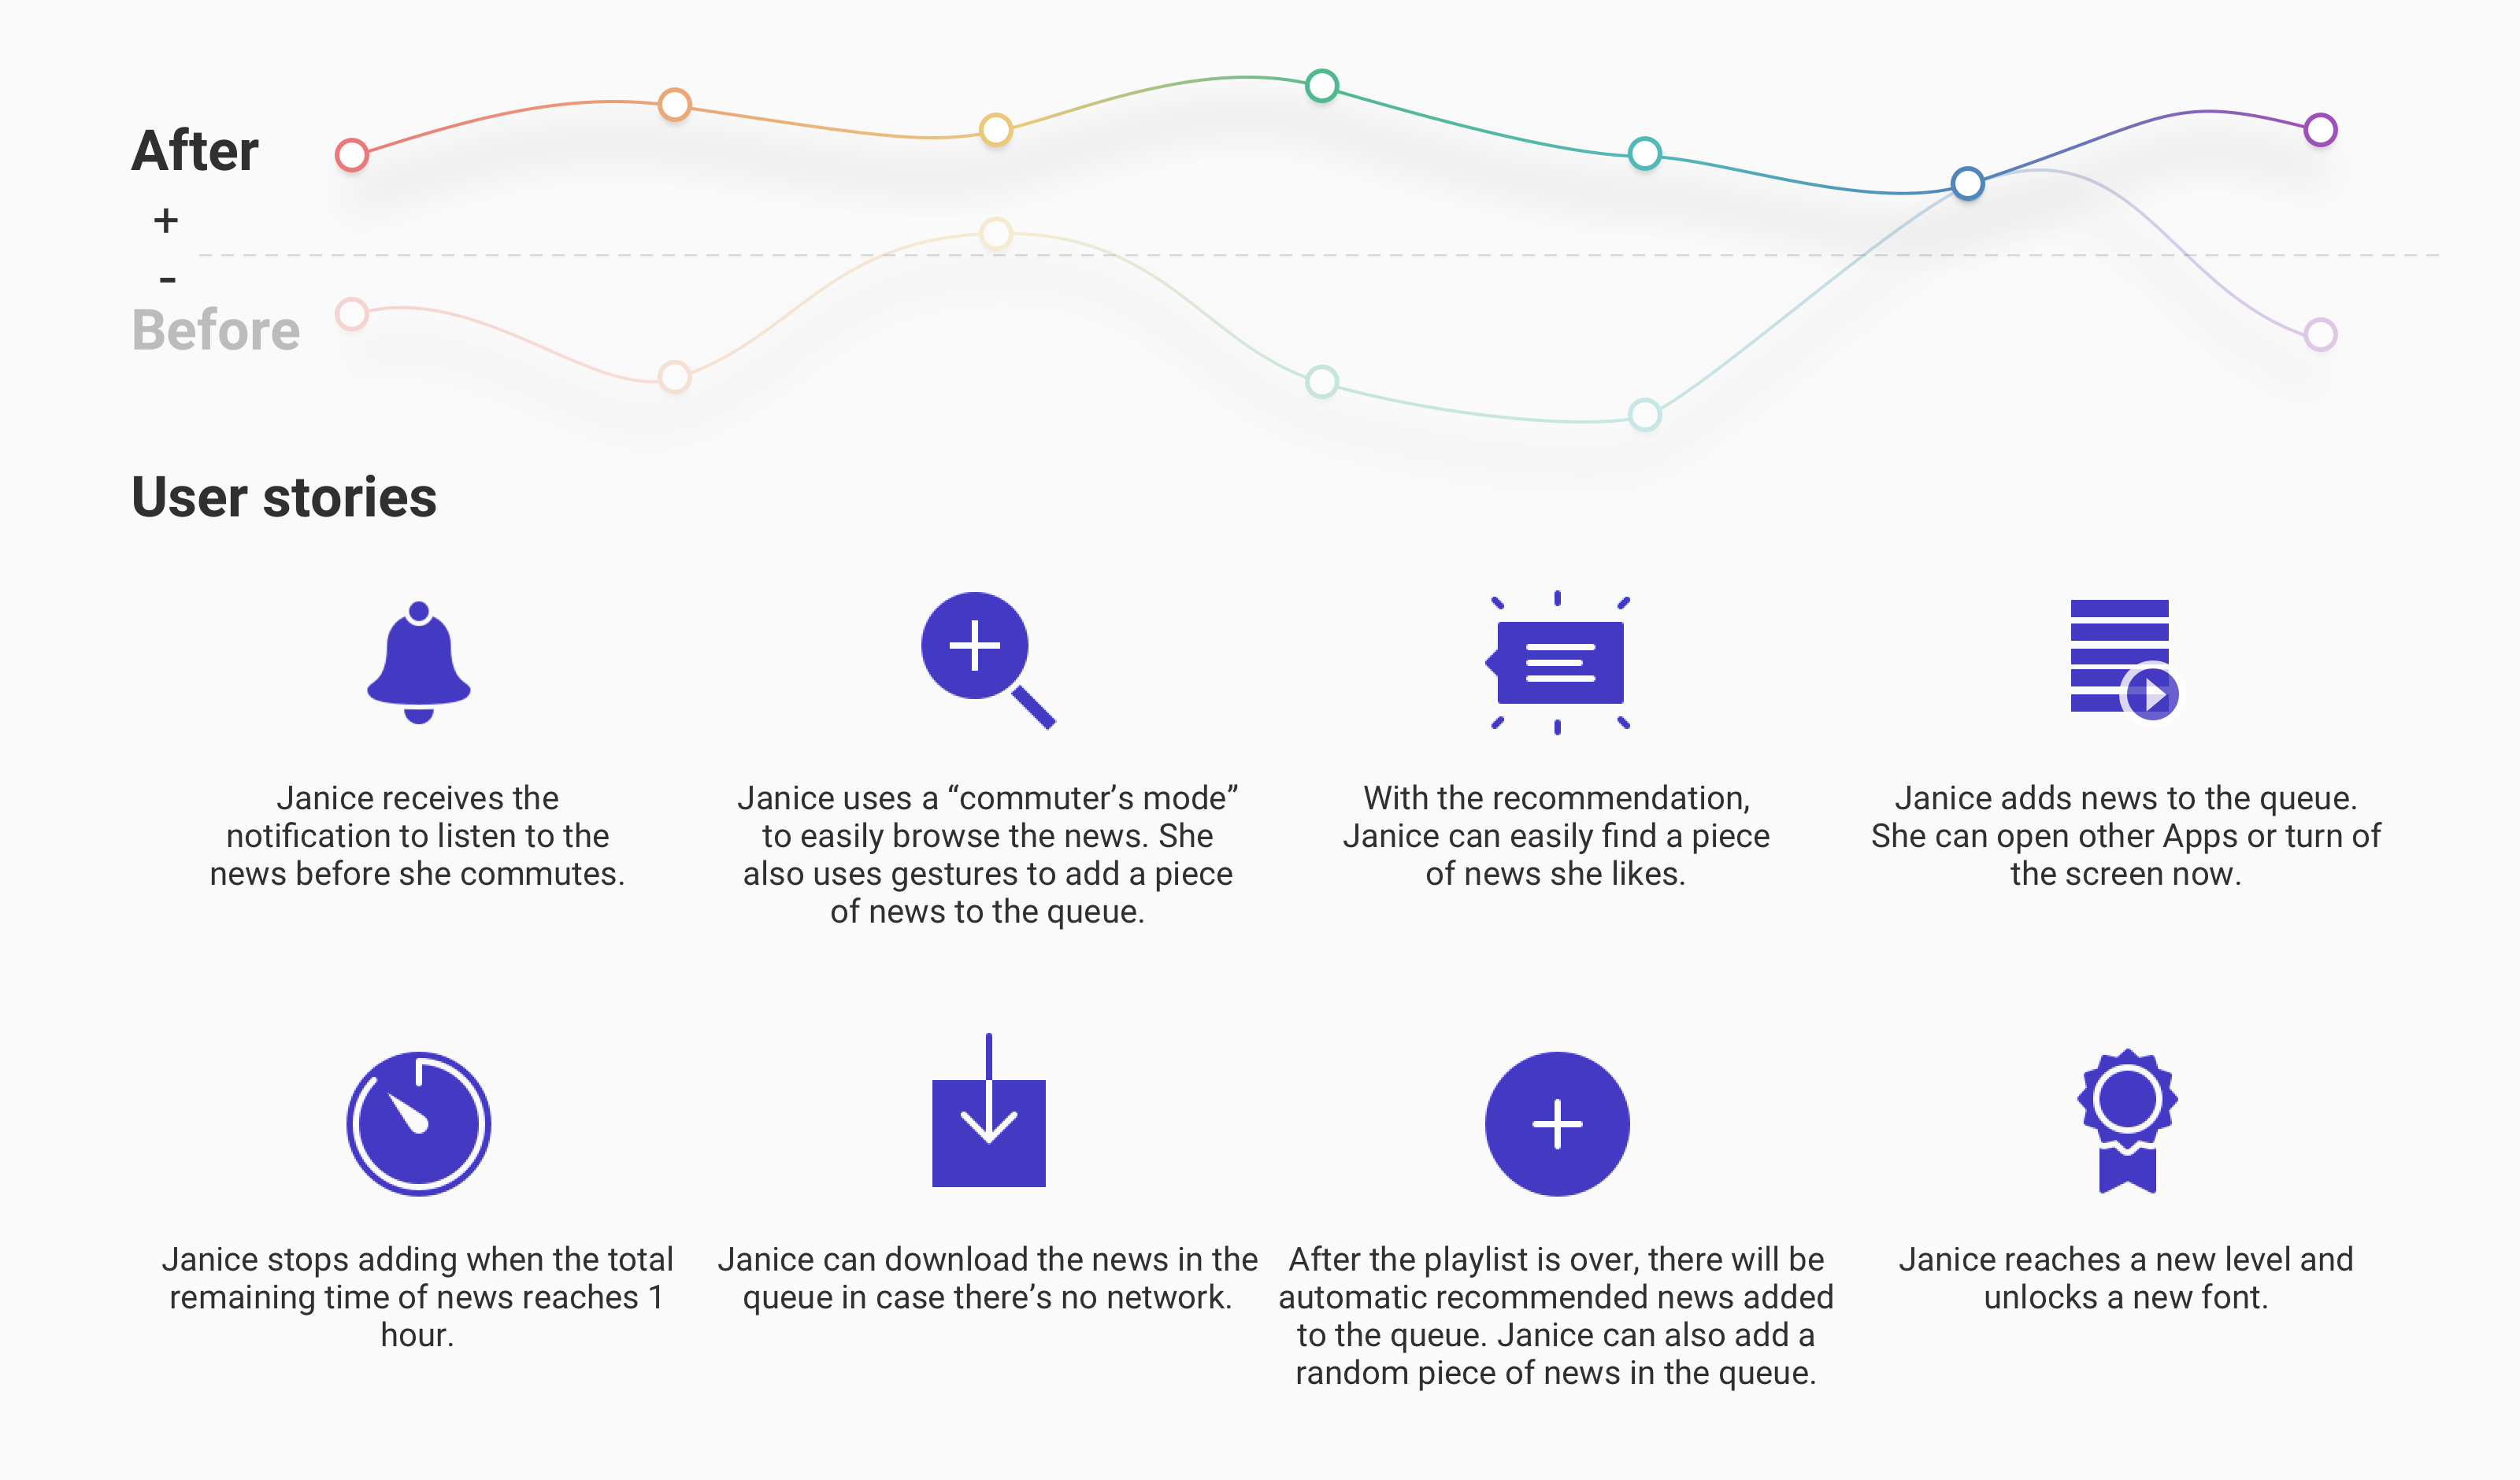 After
+
-
Before
User stories
Janice receives the
notification to listen to the
news before she commutes.
Janice uses a “commuter’s mode”
to easily browse the news. She
also uses gestures to add a piece
of news to the queue.
With the recommendation,
Janice can easily find a piece
of news she likes.
Janice adds news to the queue.
She can open other Apps or turn of
the screen now.
Janice stops adding when the total
remaining time of news reaches 1
hour.
Janice can download the news in the
queue in case there’s no network.
After the playlist is over, there will be
automatic recommended news added
to the queue. Janice can also add a
random piece of news in the queue.
Janice reaches a new level and
unlocks a new font.